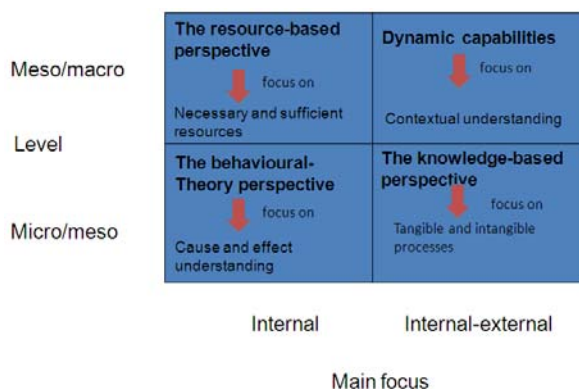 Meso/macro
Level
Micro/meso
The resource-based
perspective
focus on
Necessary and sufficient
resources
Dynamic capabilities
focus on
Contextual understanding
The behavioural-
Theory perspective
focus on
Cause and effect
understanding
The knowledge-based
perspective
focus on
Tangible and intangible
processes
Internal
Internal-external
Main focus